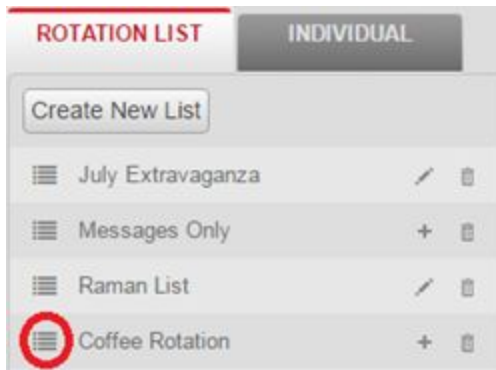 ROTATION LIST INDIVIDUAL
Create New List
July Extravaganza
Messages Only
Raman List
Coffee Rotation